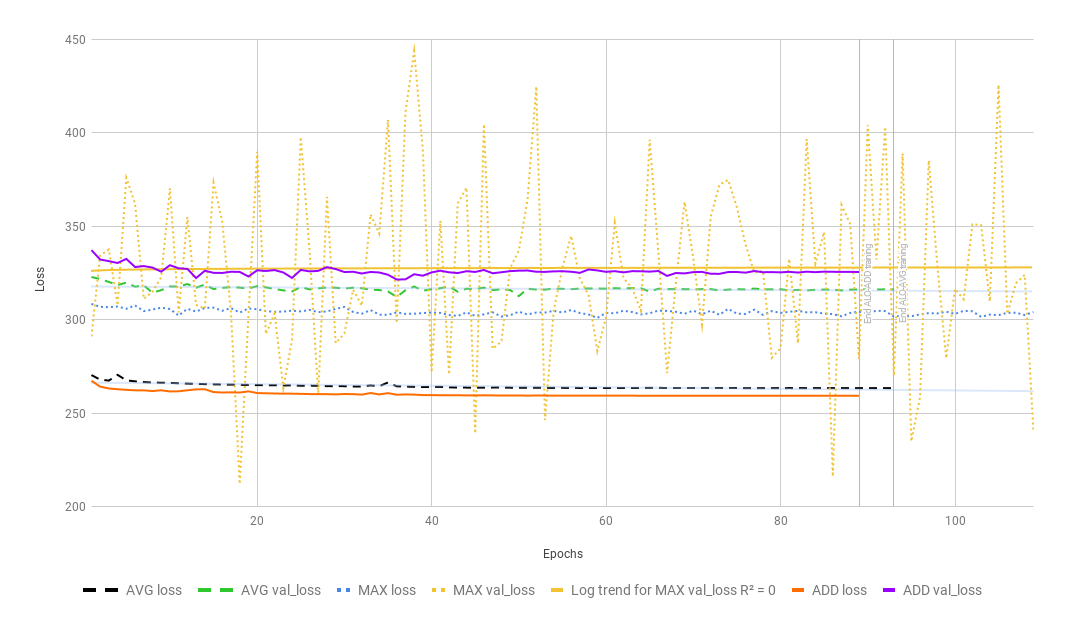 450
400
350
300
250
200
Loss
End ALC ADD training
End ALC AVG training
20
40
60
80
100
Epochs
AVG loss
AVG val_loss
MAX loss
MAX val_loss
Log trend for MAX val_loss R² = 0
ADD loss
ADD val_loss